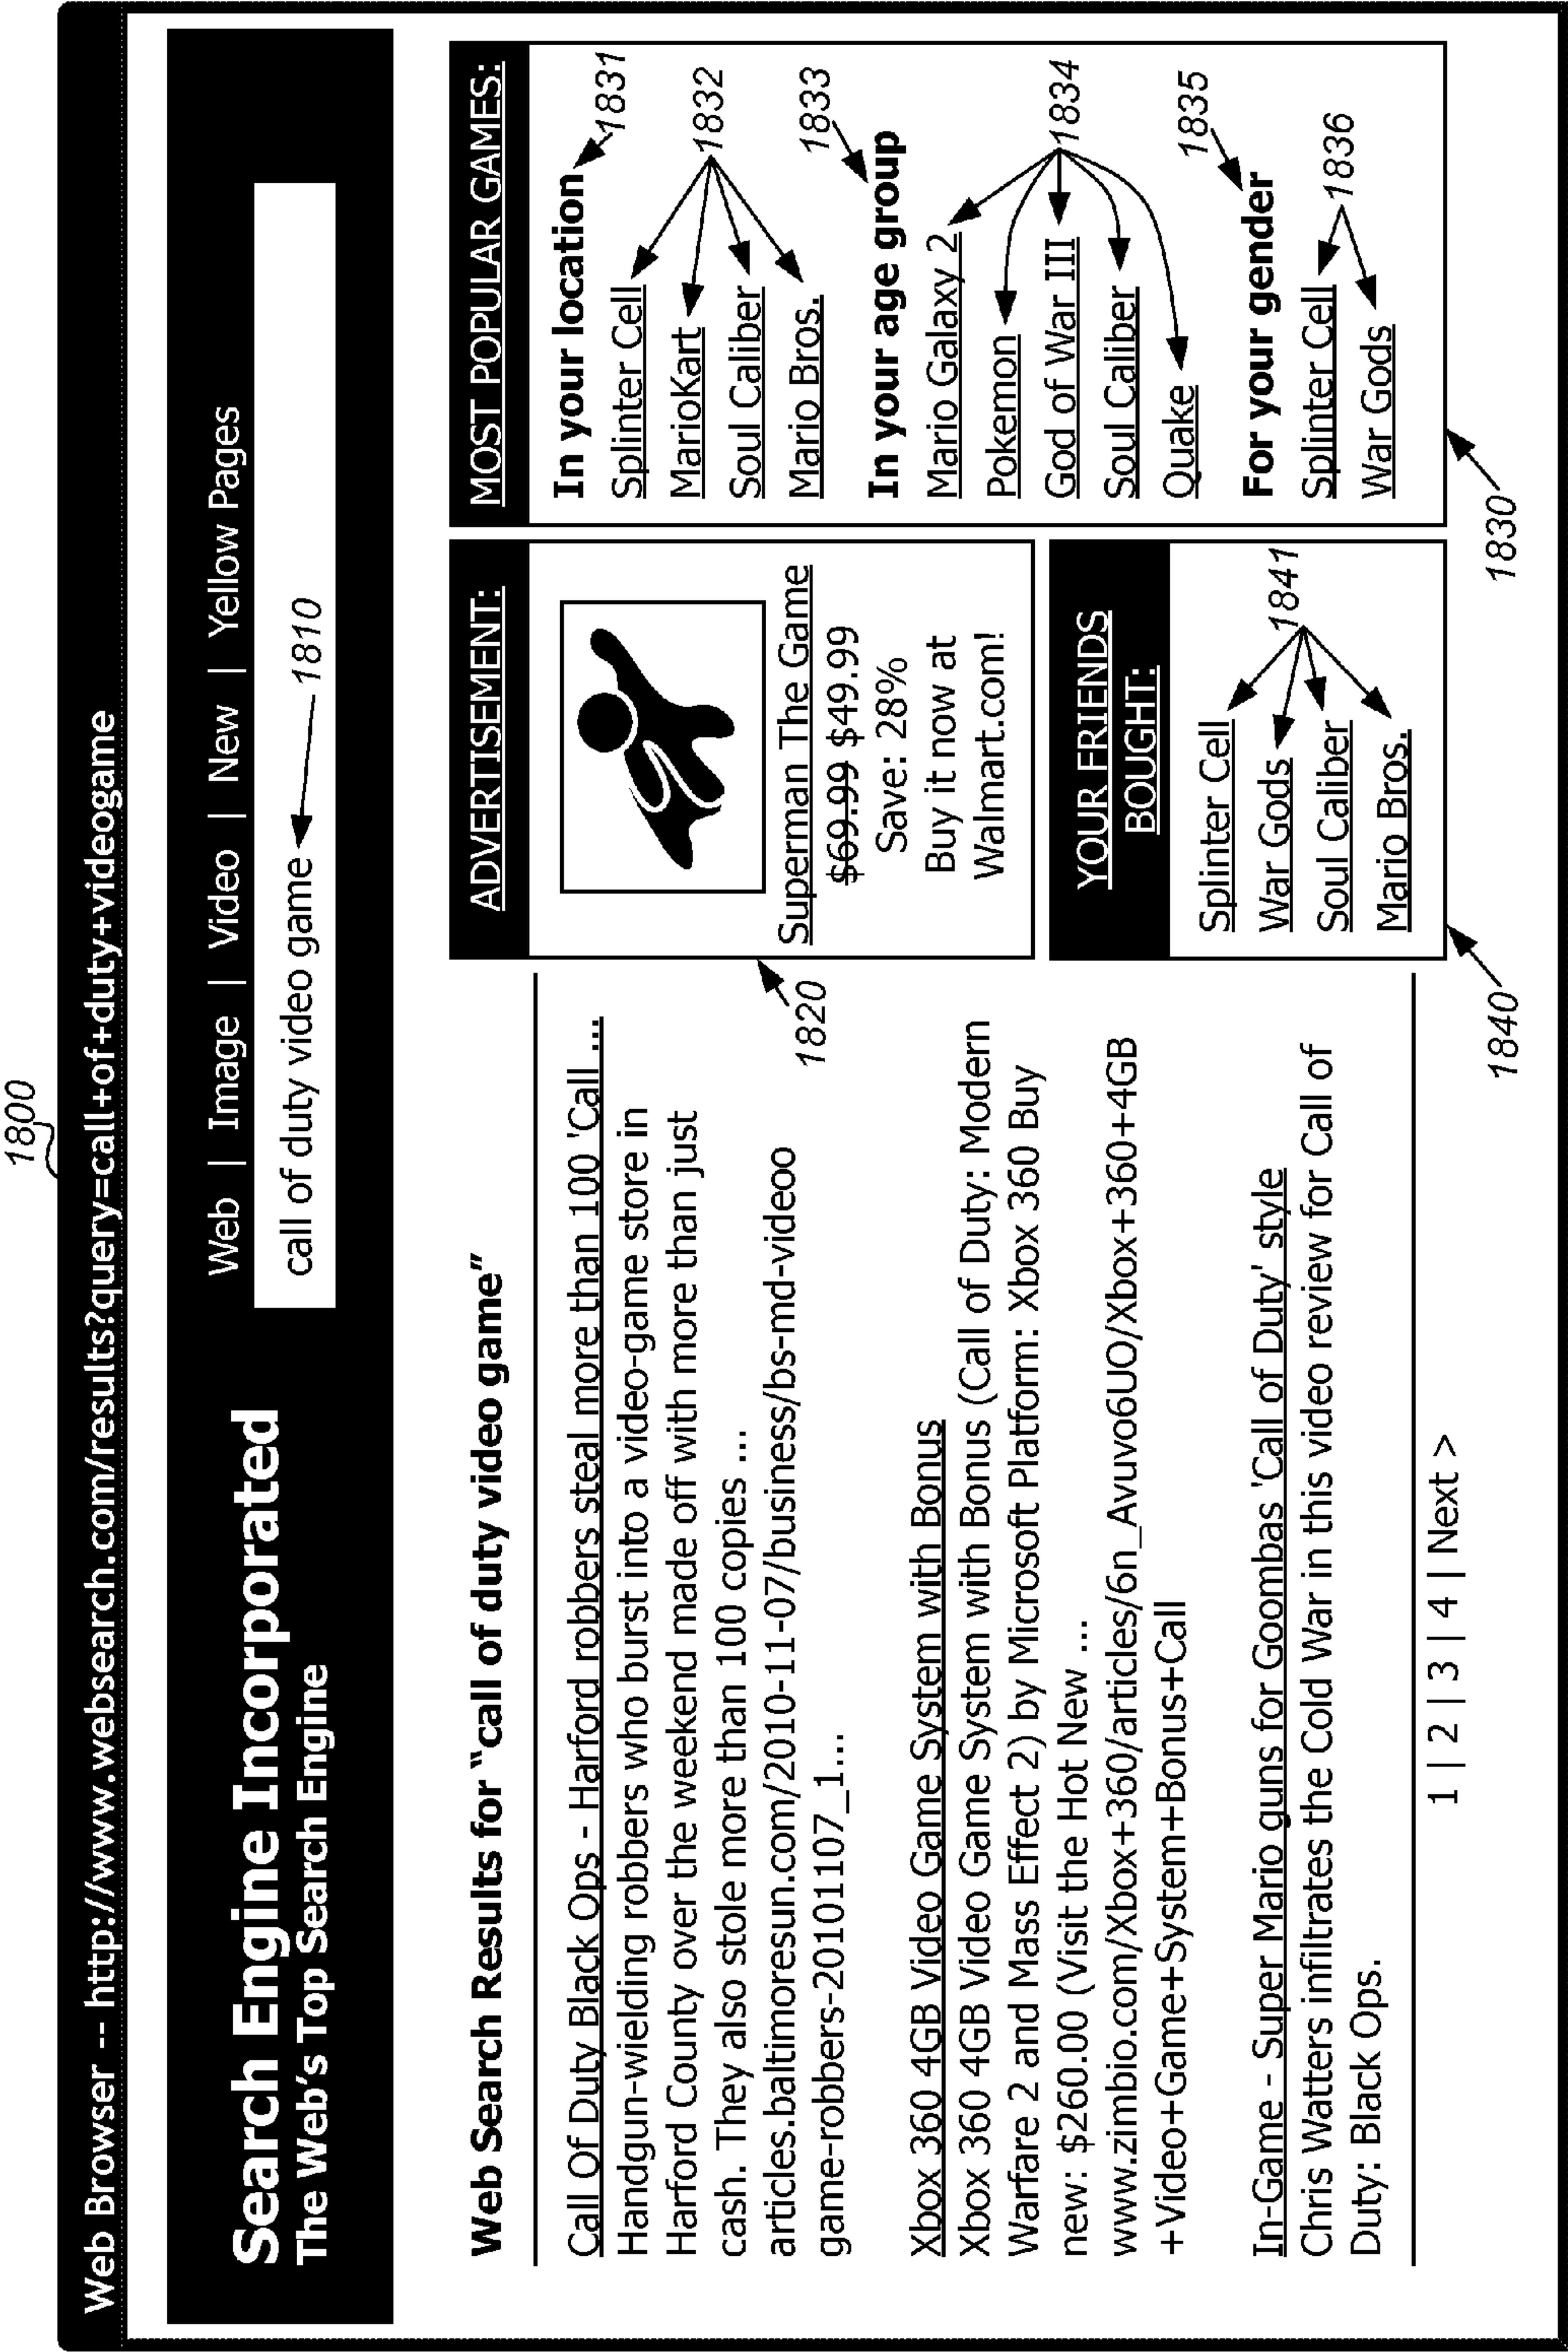 1800
Web Browser -- http://www.websearch.com/results?query=call+of+duty+videogame
Search Engine Incorporated
The Web's Top Search Engine
Web | Image | Video | New | Yellow Pages
call of duty video game
1810
Web Search Results for “call of duty video game”
Call Of Duty Black Ops - Harford robbers steal more than 100 'Call ...
Handgun-wielding robbers who burst into a video-game store in
Harford County over the weekend made off with more than just
cash. They also stole more than 100 copies ...
articles.baltimoresun.com/2010-11-07/business/bs-md-videoo
game-robbers-20101107_1...
Xbox 360 4GB Video Game System with Bonus
Xbox 360 4GB Video Game System with Bonus (Call of Duty: Modern
Warfare 2 and Mass Effect 2) by Microsoft Platform: Xbox 360 Buy
new: $260.00 (Visit the Hot New ...
www.zimbio.com/Xbox+360/articles/6n_Avuvo6UO/Xbox+360+4GB
+Video+Game+System+Bonus+Call
In-Game - Super Mario guns for Goombas 'Call of Duty' style
Chris Watters infiltrates the Cold War in this video review for Call of
Duty: Black Ops.
1 | 2 | 3 | 4 | Next >
ADVERTISEMENT:
Superman The Game
$69.99 $49.99
Save: 28%
Buy it now at
Walmart.com!
1820
YOUR FRIENDS
BOUGHT:
Splinter Cell
War Gods
Soul Caliber
Mario Bros.
1841
1840
MOST POPULAR GAMES:
In your location
1831
Splinter Cell
MarioKart
Soul Caliber
Mario Bros.
1832
In your age group
1833
Mario Galaxy 2
Pokemon
God of War III
Soul Caliber
Quake
1834
For your gender
1835
Splinter Cell
War Gods
1836
1830